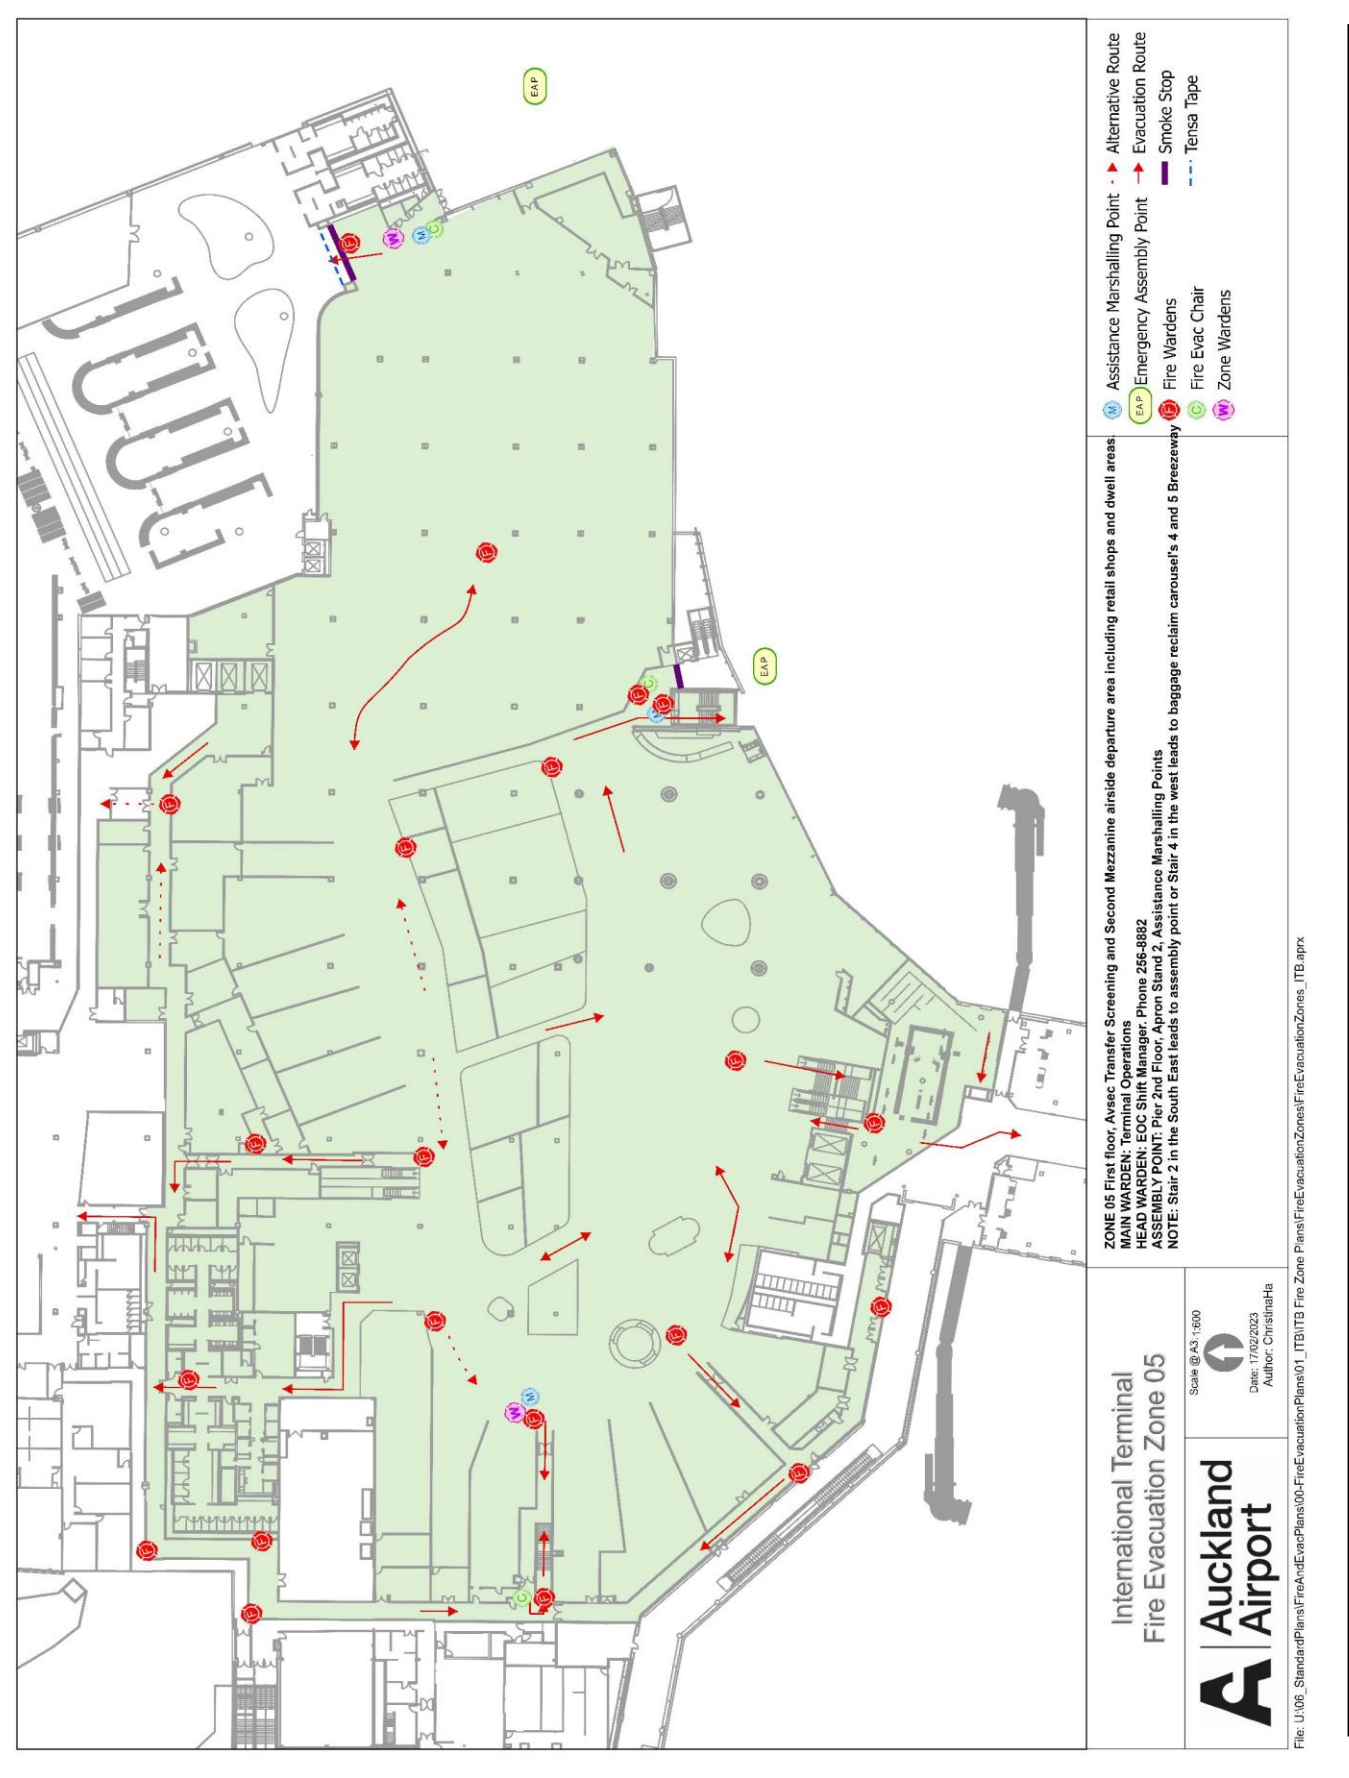 EAP
EAP
M Assistance Marshalling Point
Alternative Route
EAP Emergency Assembly Point
Evacuation Route
F Fire Wardens
Smoke Stop
C Fire Evac Chair
Tensa Tape
W Zone Wardens
ZONE 05 First floor, Avsec Transfer Screening and Second Mezzanine airside departure area including retail shops and dwell areas.
MAIN WARDEN: Terminal Operations
HEAD WARDEN: EOC Shift Manager. Phone 256-8882
ASSEMBLY POINT: Pier 2nd Floor, Apron Stand 2, Assistance Marshalling Points
NOTE: Stair 2 in the South East leads to assembly point or Stair 4 in the west leads to baggage reclaim carousel's 4 and 5 Breezeway
International Terminal
Fire Evacuation Zone 05
Scale @ A3: 1:600
Date: 17/02/2023
Author: ChristinaHa
Auckland
Airport
File: U:\06_StandardPlans\FireAndEvacPlans\00-FireEvacuationPlans\01_ITB\ITB Fire Zone Plans\FireEvacuationZones\FireEvacuationZones_ITB.aprx